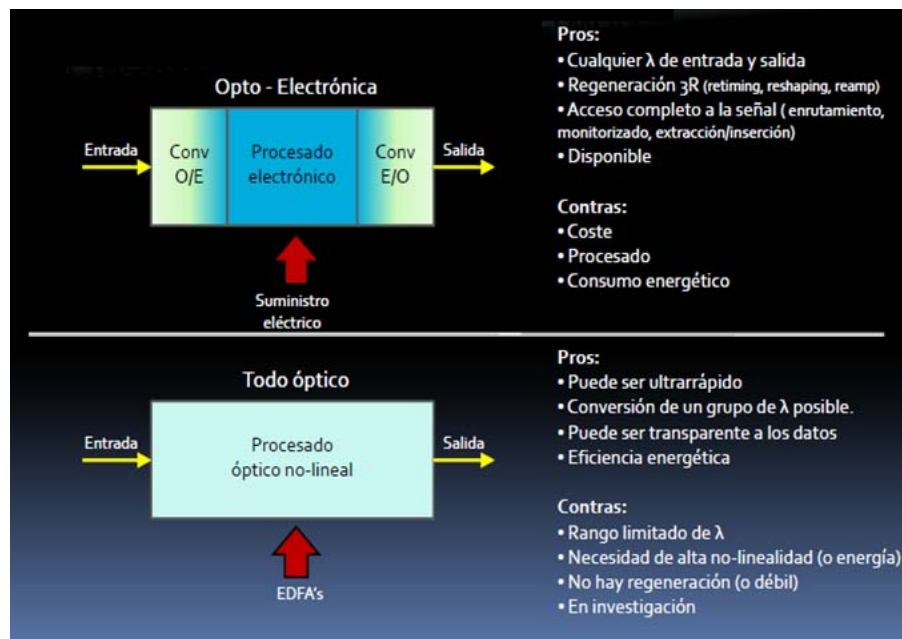 Opto - Electrónica
Entrada
Conv
O/E
Procesado
electrónico
Conv
E/O
Salida
Suministro
eléctrico
Pros:
• Cualquier λ de entrada y salida
• Regeneración 3R (retiming, reshaping, reamp)
• Acceso completo a la señal ( enrutamiento,
monitorizado, extracción/inserción)
• Disponible
Contras:
• Coste
• Procesado
• Consumo energético
Todo óptico
Entrada
Procesado
óptico no-lineal
Salida
EDFA's
Pros:
• Puede ser ultrarrápido
• Conversión de un grupo de λ posible.
• Puede ser transparente a los datos
• Eficiencia energética
Contras:
• Rango limitado de λ
• Necesidad de alta no-linealidad (o energía)
• No hay regeneración (o débil)
• En investigación